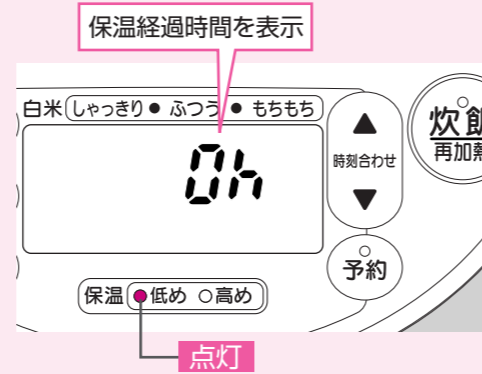 保温経過時間を表示
白米 しゃっきり ● ふつう ● もちもち
0h
時刻合わせ
予約
炊飯
再加熱
保温 ●低め ○高め
点灯